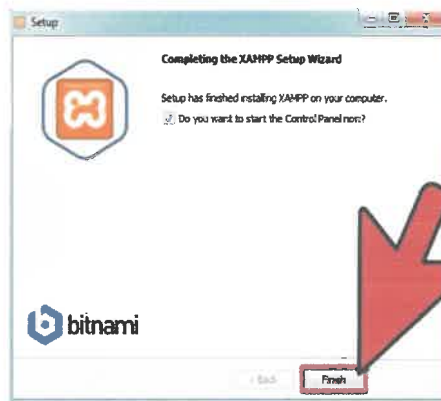 Setup
Completing the XAMPP Setup Wizard
Setup has finished installing XAMPP on your computer.
Do you want to start the Control Panel now?
bitnami
< Back
Finish